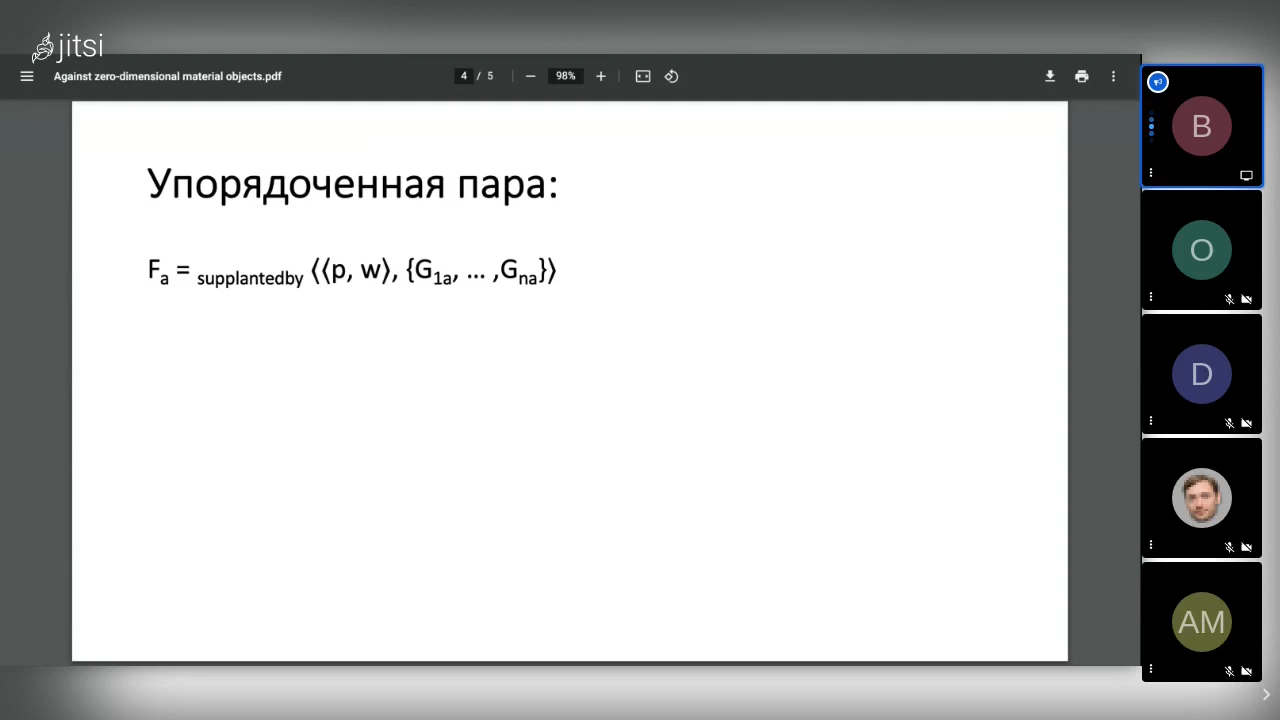 jitsi
Against zero-dimensional material objects.pdf
4 / 5
98%
Упорядоченная пара:
Fa = supplantedby ⟨⟨p, w⟩, {G1a, … ,Gna}⟩
B
O
D
AM